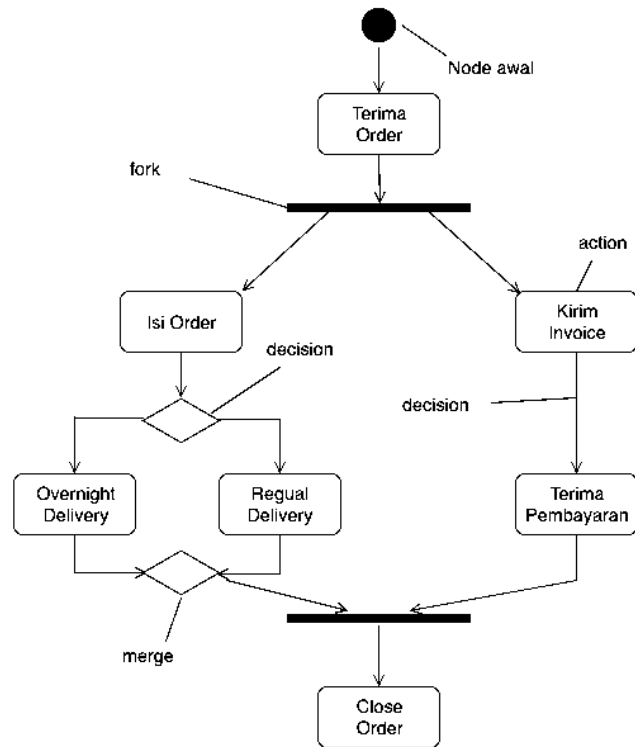 Node awal
Terima
Order
fork
action
Isi Order
Kirim
Invoice
decision
decision
Overnight
Delivery
Regual
Delivery
Terima
Pembayaran
merge
Close
Order